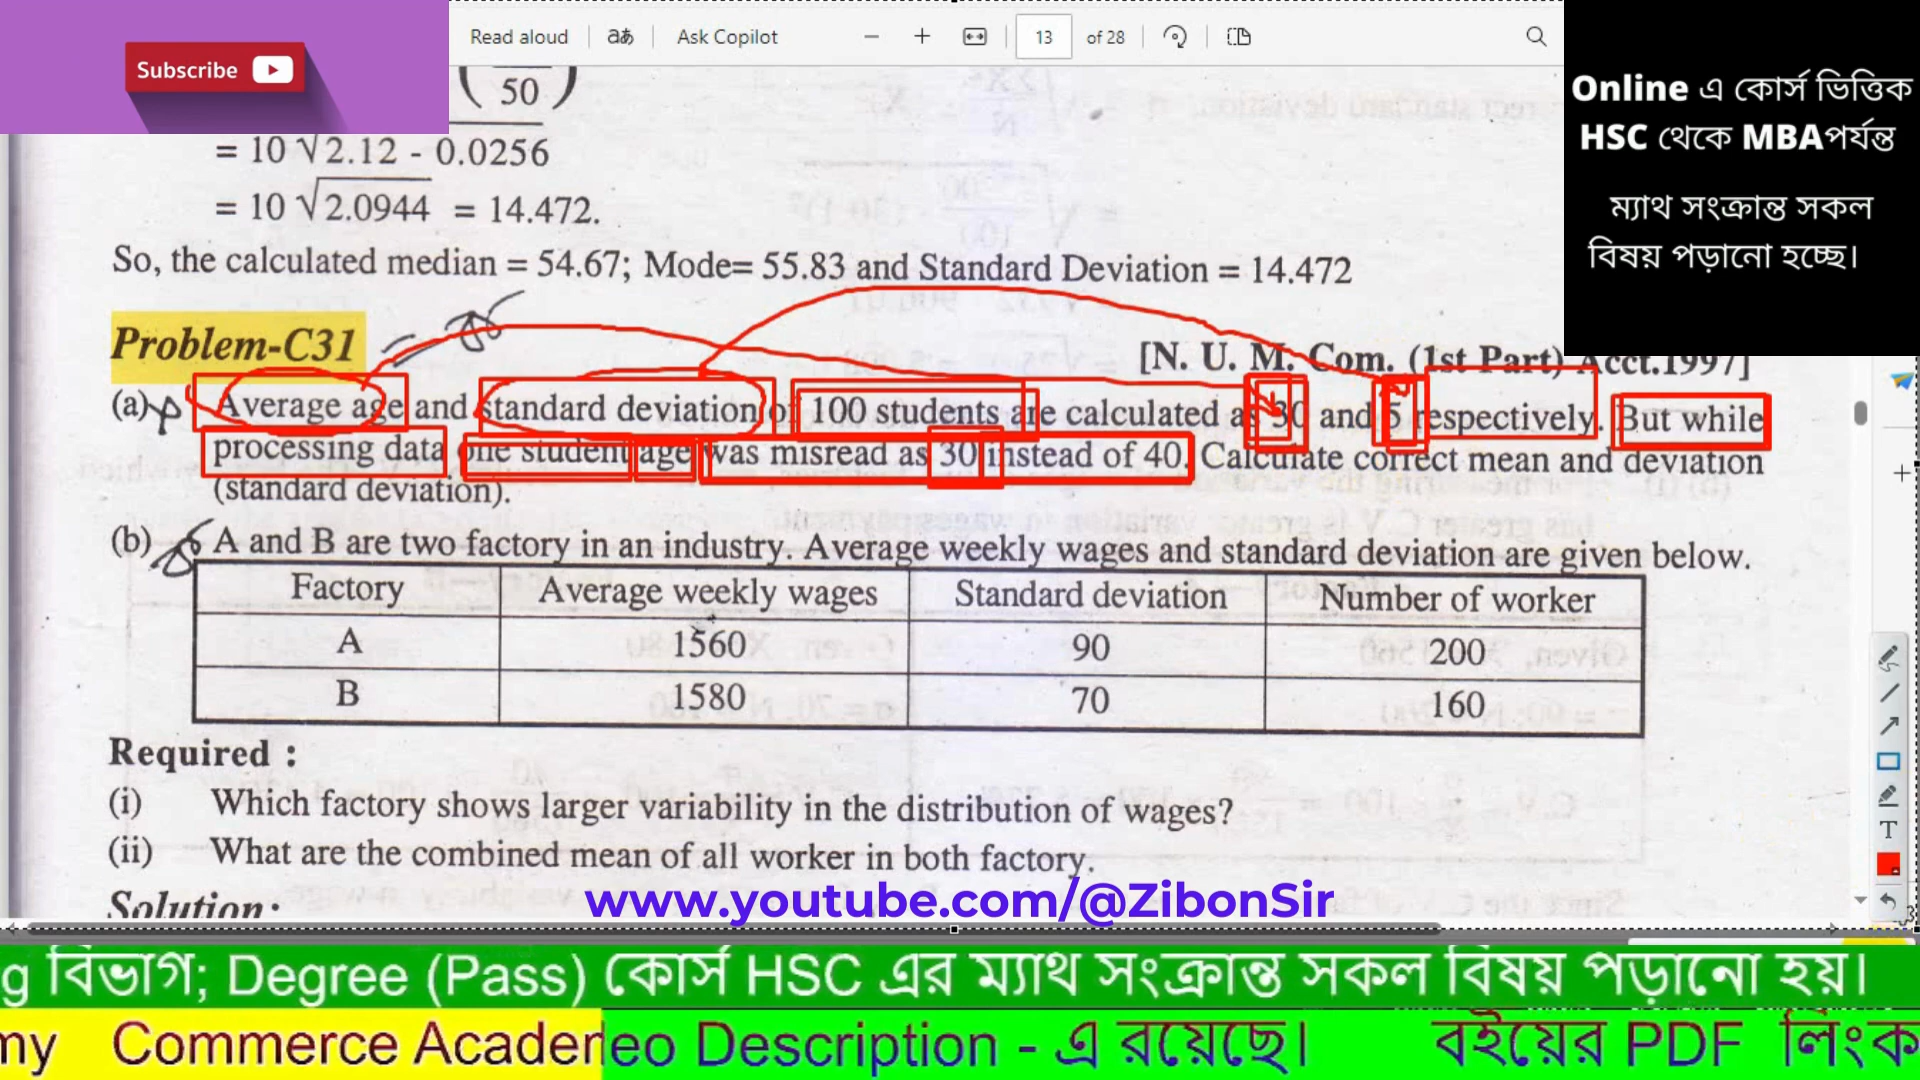 Subscribe
Read aloud
aあ
Ask Copilot
13
of 28
Online এ কোর্স ভিত্তিক
HSC থেকে MBAপর্যন্ত
ম্যাথ সংক্রান্ত সকল
বিষয় পড়ানো হচ্ছে।
( 50 )
= 10 √2.12 - 0.0256
= 10 √2.0944 = 14.472.
So, the calculated median = 54.67; Mode= 55.83 and Standard Deviation = 14.472
Problem-C31
[N. U. M. Com. (1st Part) Acct.1997]
(a) Average age and standard deviation of 100 students are calculated as 30 and 5 respectively. But while
processing data one student age was misread as 30 instead of 40. Calculate correct mean and deviation
(standard deviation).
(b) A and B are two factory in an industry. Average weekly wages and standard deviation are given below.
Factory Average weekly wages Standard deviation Number of worker
A 1560 90 200
B 1580 70 160
Required :
(i) Which factory shows larger variability in the distribution of wages?
(ii) What are the combined mean of all worker in both factory.
Solution:
www.youtube.com/@ZibonSir
g বিভাগ; Degree (Pass) কোর্স HSC এর ম্যাথ সংক্রান্ত সকল বিষয় পড়ানো হয়।
my Commerce Acader
eo Description - এ রয়েছে। বইয়ের PDF লিংক